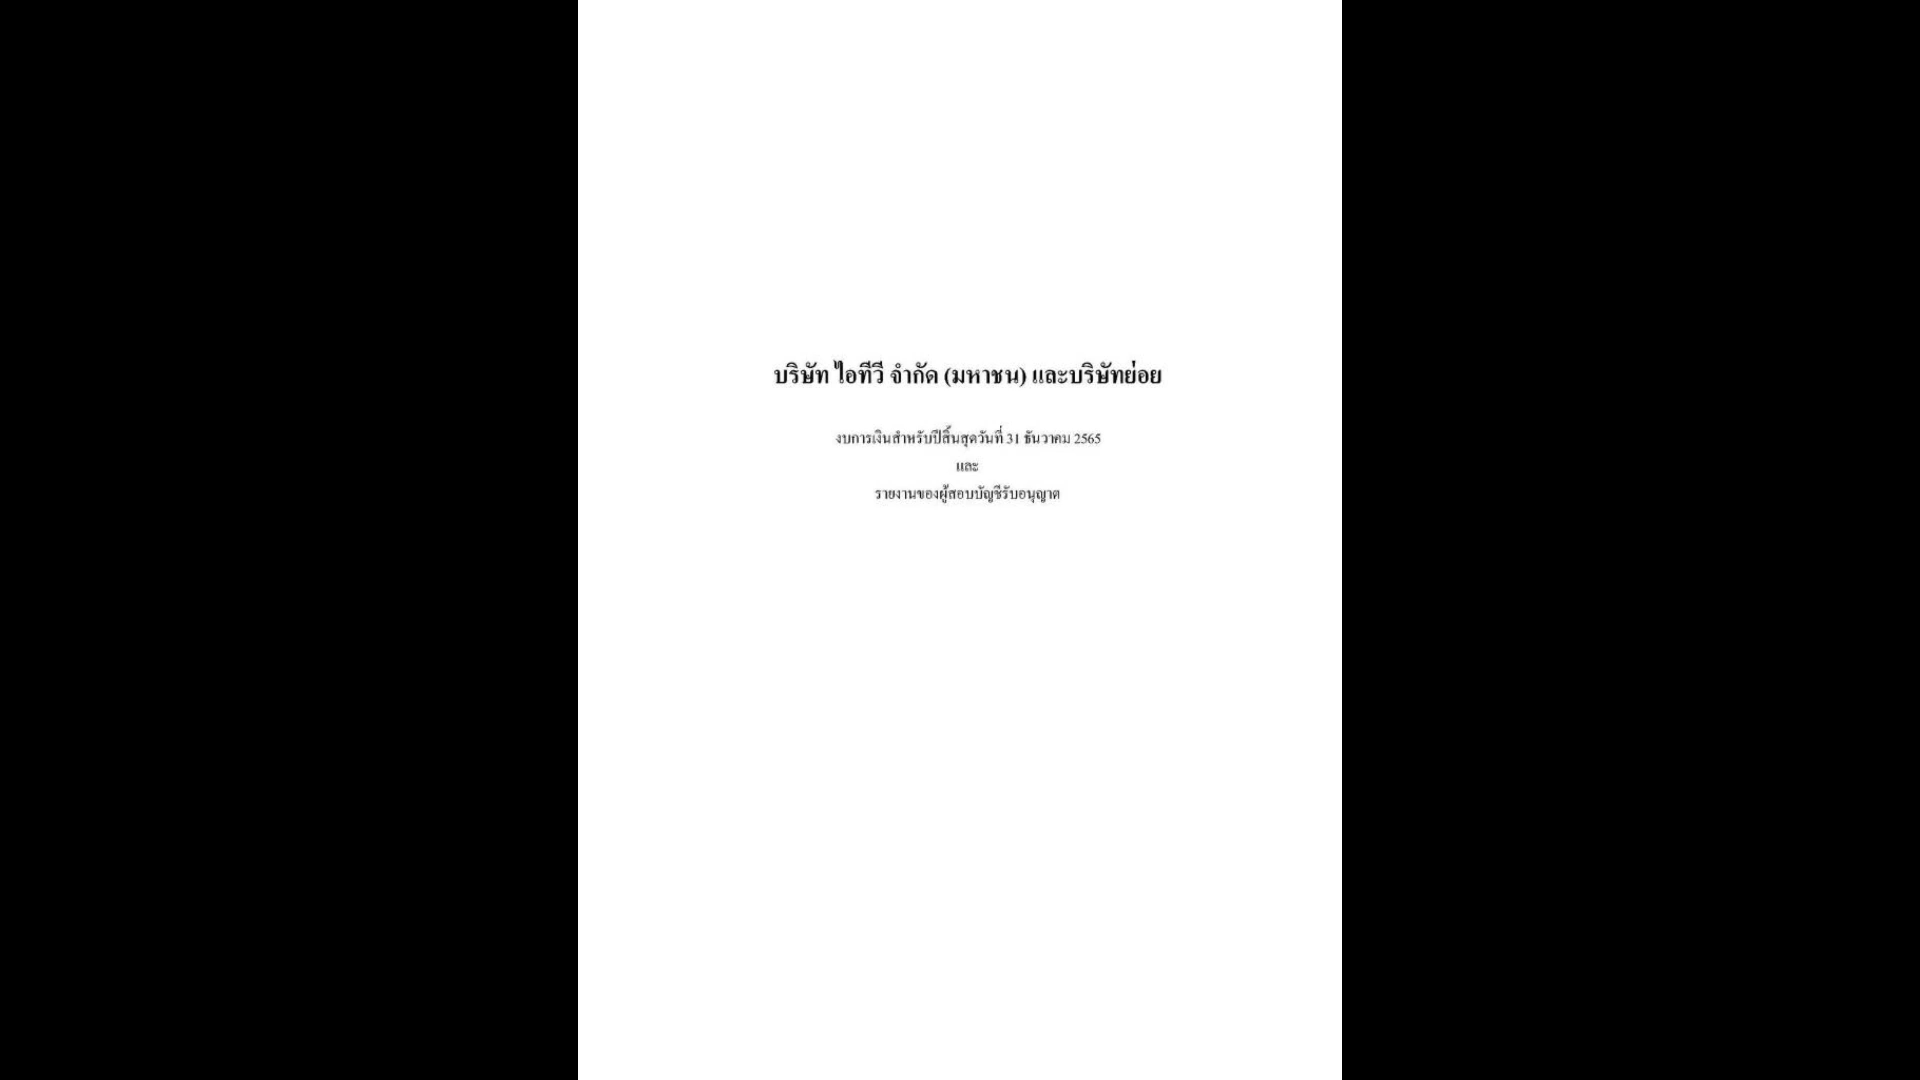 บริษัท ไอทีวี จำกัด (มหาชน) และบริษัทย่อย
งบการเงินสำหรับปีสิ้นสุดวันที่ 31 ธันวาคม 2565
และ
รายงานของผู้สอบบัญชีรับอนุญาต